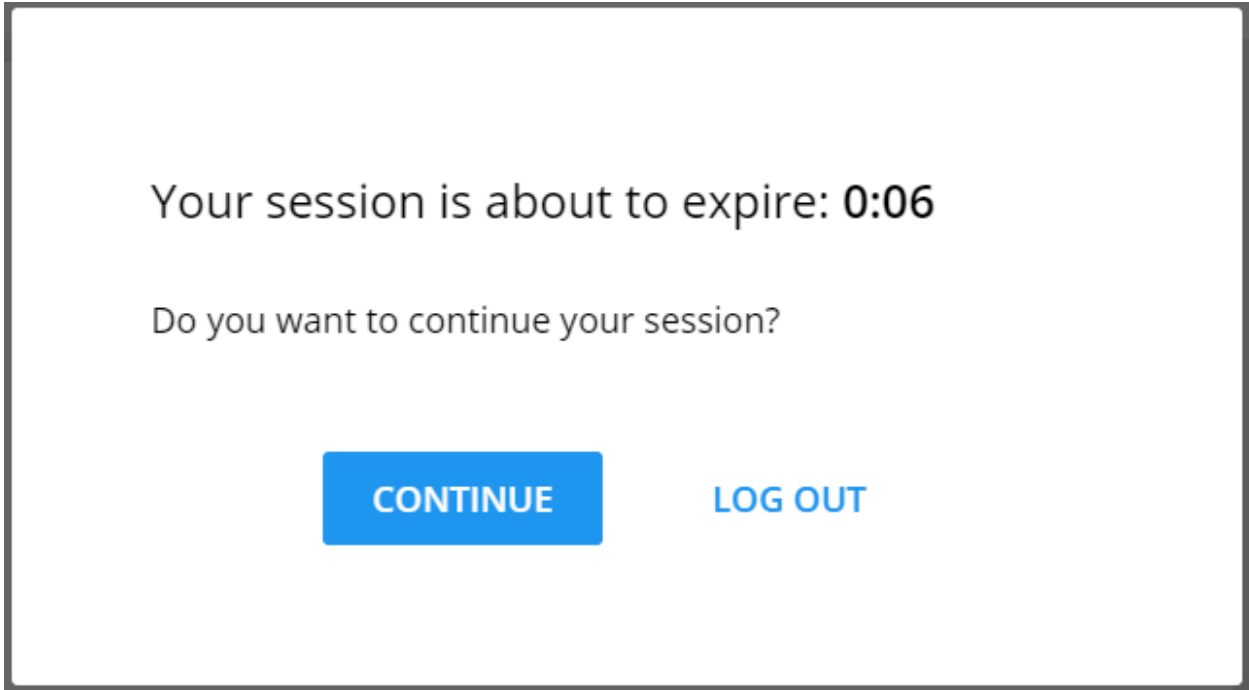 Your session is about to expire: 0:06
Do you want to continue your session?
CONTINUE LOG OUT